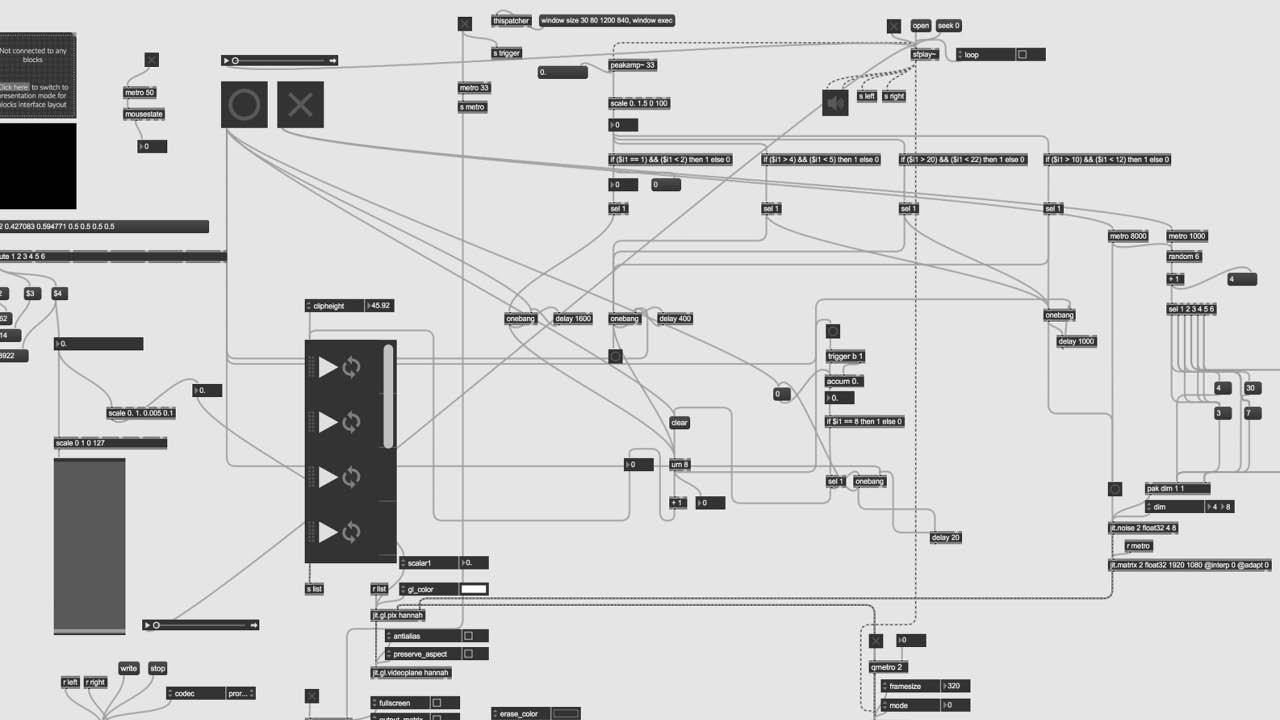 thispatcher
window size 30 80 1200 840, window exec
open
seek 0
Not connected to any
blocks
s trigger
sfplay~
loop
0.
peakamp~ 33
Click here to switch to
presentation mode for
blocks interface layout
metro 50
metro 33
s left
s right
mousestate
s metro
scale 0. 1.5 0 100
0
0
if ($i1 == 1) && ($i1 < 2) then 1 else 0
if ($i1 > 4) && ($i1 < 5) then 1 else 0
if ($i1 > 20) && ($i1 < 22) then 1 else 0
if ($i1 > 10) && ($i1 < 12) then 1 else 0
0
0
sel 1
sel 1
sel 1
sel 1
2 0.427083 0.594771 0.5 0.5 0.5 0.5
metro 8000
metro 1000
ute 1 2 3 4 5 6
random 6
+ 1
4
$3
$4
clipheight
45.92
sel 1 2 3 4 5 6
62
onebang
delay 1600
onebang
delay 400
onebang
14
0.
delay 1000
8922
trigger b 1
accum 0.
0.
0
0.
4
30
scale 0. 1. 0.005 0.1
3
7
clear
if $i1 == 8 then 1 else 0
scale 0 1 0 127
0
urn 8
sel 1
onebang
pak dim 1 1
+ 1
0
dim
4
8
jit.noise 2 float32 4 8
delay 20
r metro
scalar1
0.
jit.matrix 2 float32 1920 1080 @interp 0 @adapt 0
s list
r list
gl_color
jit.gl.pix hannah
antialias
0
preserve_aspect
write
stop
qmetro 2
jit.gl.videoplane hannah
r left
r right
framesize
320
codec
pror...
fullscreen
mode
0
erase_color
output_matrix